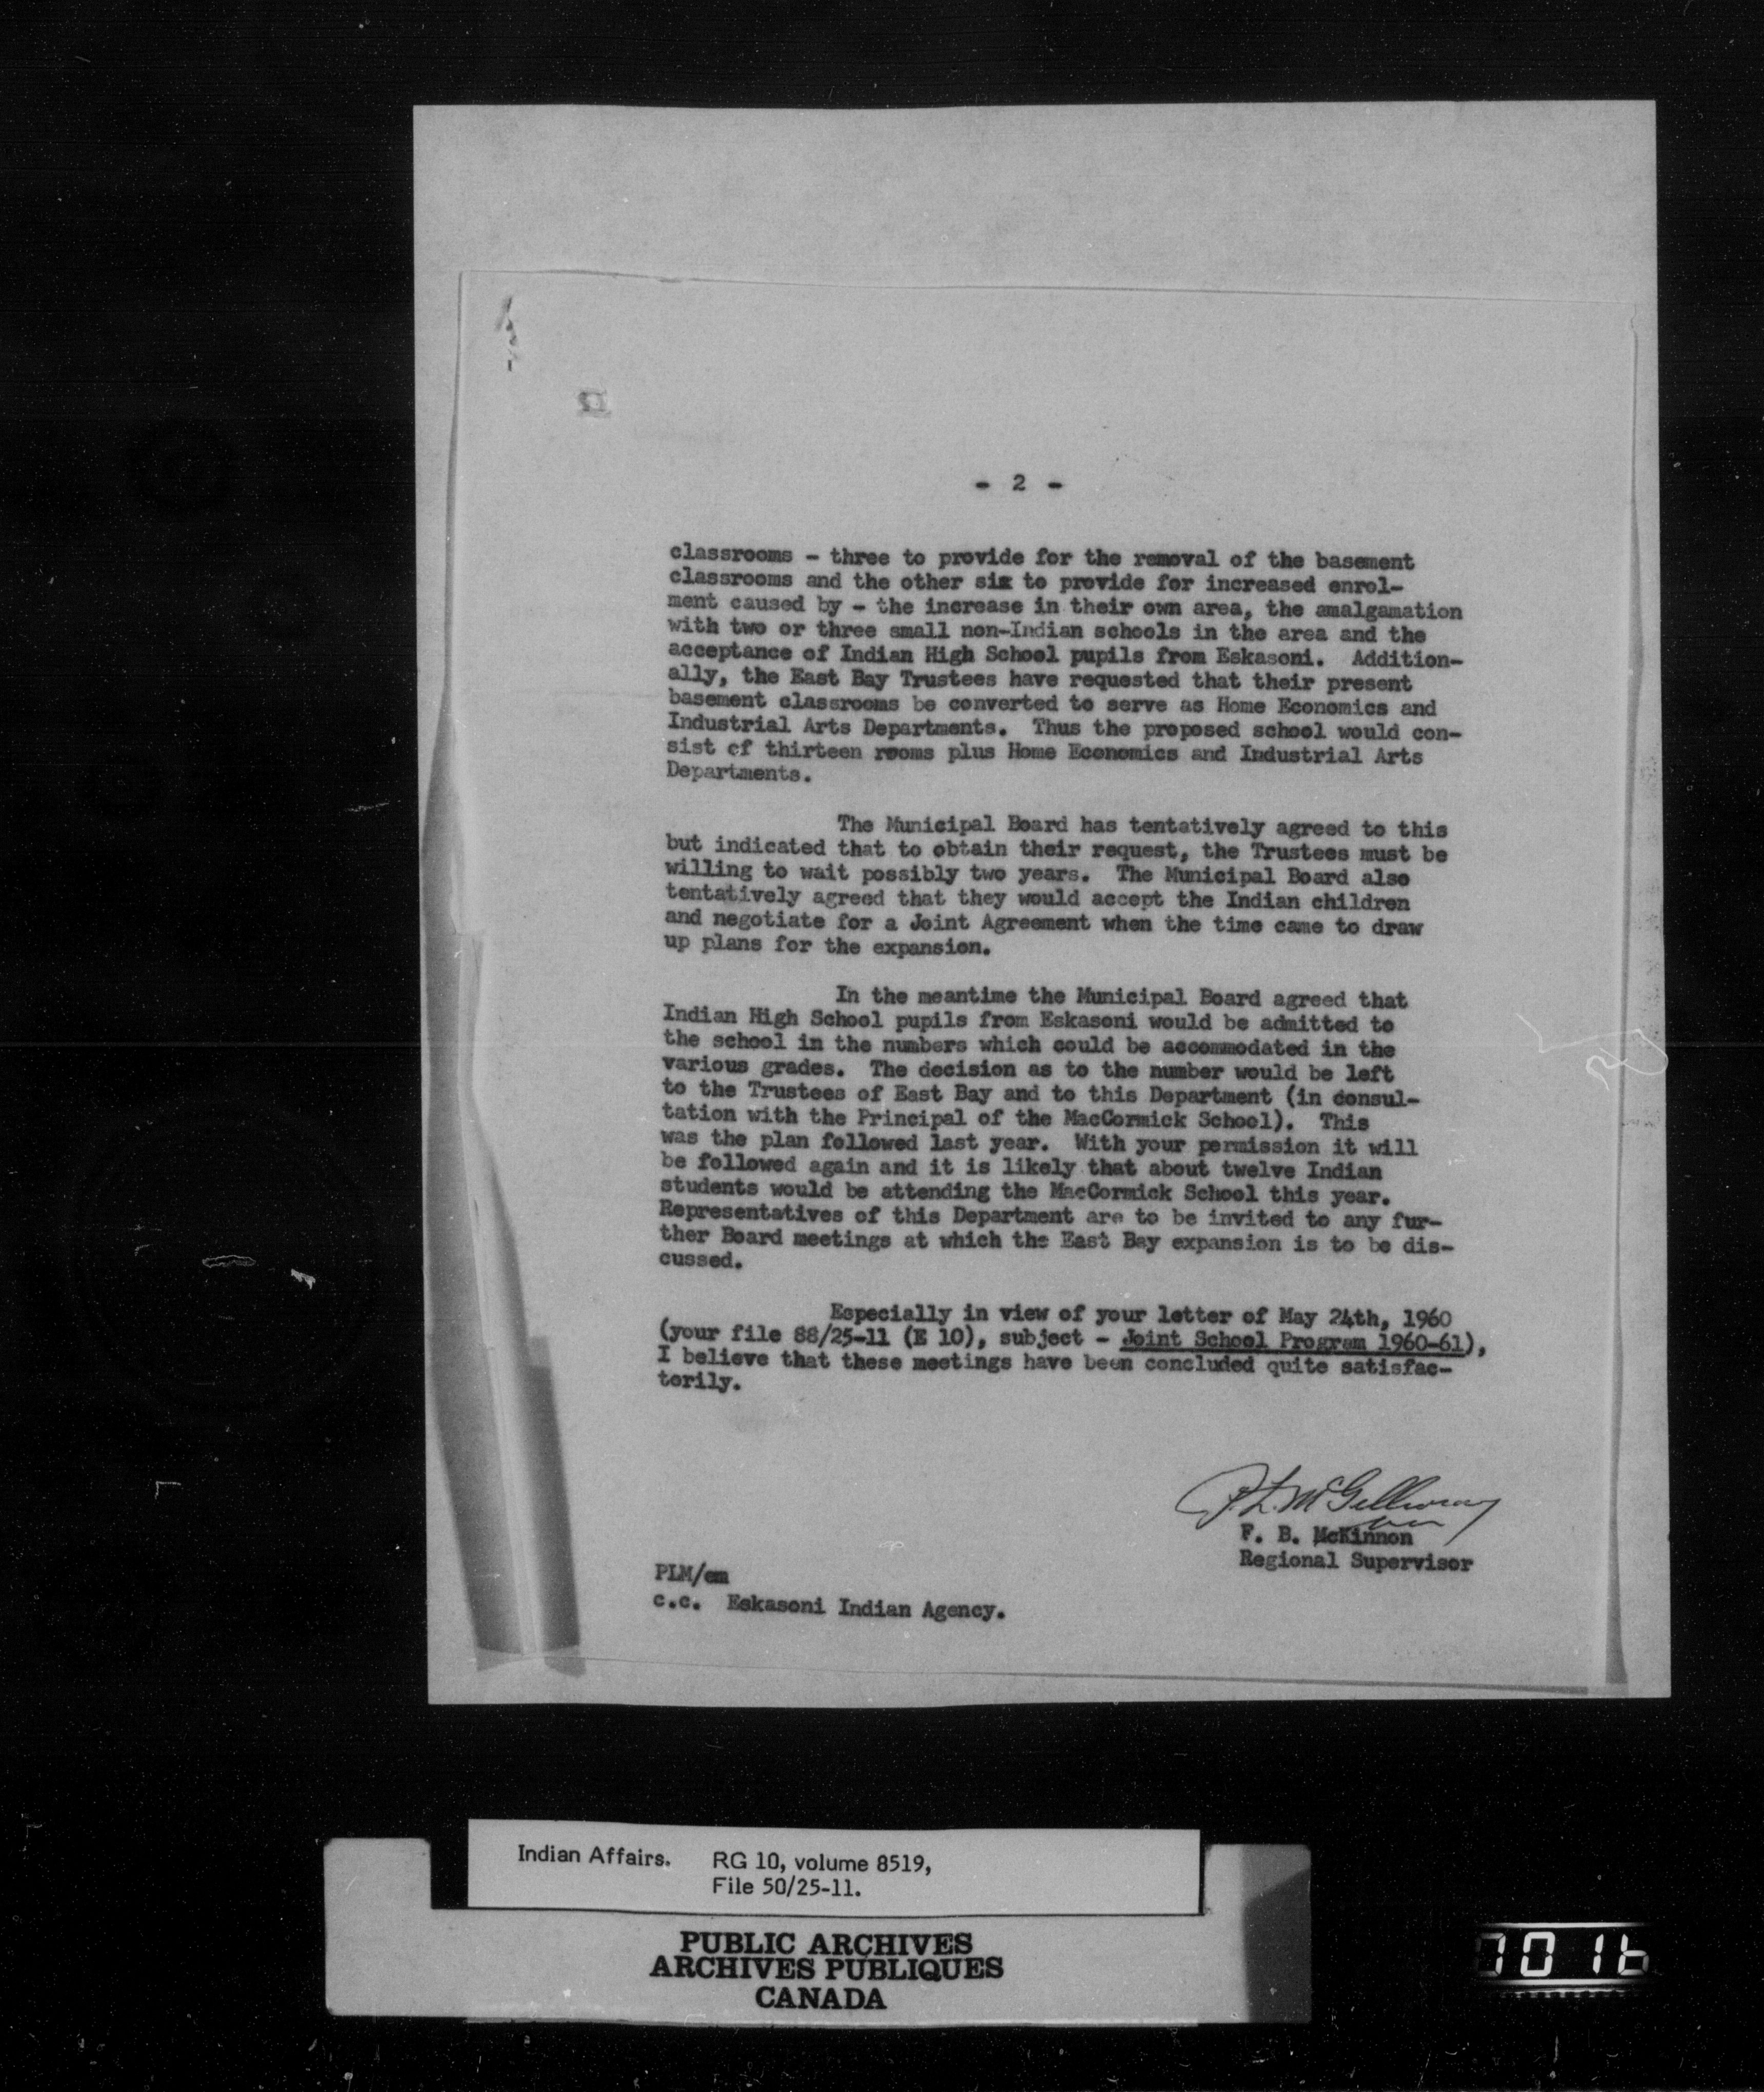 - 2 -
classrooms - three to provide for the removal of the basement
classrooms and the other six to provide for increased enrol-
ment caused by - the increase in their own area, the amalgamation
with two or three small non-Indian schools in the area and the
acceptance of Indian High School pupils from Eskasoni. Addition-
ally, the East Bay Trustees have requested that their present
basement classrooms be converted to serve as Home Economics and
Industrial Arts Departments. Thus the proposed school would con-
sist of thirteen rooms plus Home Economics and Industrial Arts
Departments.
The Municipal Board has tentatively agreed to this
but indicated that to obtain their request, the Trustees must be
willing to wait possibly two years. The Municipal Board also
tentatively agreed that they would accept the Indian children
and negotiate for a Joint Agreement when the time came to draw
up plans for the expansion.
In the meantime the Municipal Board agreed that
Indian High School pupils from Eskasoni would be admitted to
the school in the numbers which could be accommodated in the
various grades. The decision as to the number would be left
to the Trustees of East Bay and to this Department (in consul-
tation with the Principal of the MacCormick School). This
was the plan followed last year. With your permission it will
be followed again and it is likely that about twelve Indian
students would be attending the MacCormick School this year.
Representatives of this Department are to be invited to any fur-
ther Board meetings at which the East Bay expansion is to be dis-
cussed.
Especially in view of your letter of May 24th, 1960
(your file 88/25-11 (E 10), subject - Joint School Program 1960-61),
I believe that these meetings have been concluded quite satisfac-
torily.
P.L. McGillivray
F. B. McKinnon
Regional Supervisor
PLM/em
c.c. Eskasoni Indian Agency.
Indian Affairs. RG 10, volume 8519,
File 50/25-11.
PUBLIC ARCHIVES
ARCHIVES PUBLIQUES
CANADA